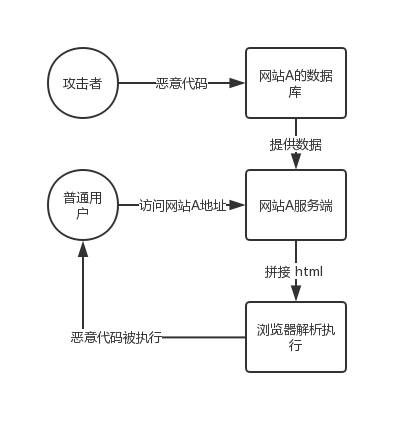 攻击者
恶意代码
网站A的数据
库
提供数据
普通用
户
访问网站A地址
网站A服务端
拼接 html
浏览器解析执
行
恶意代码被执行